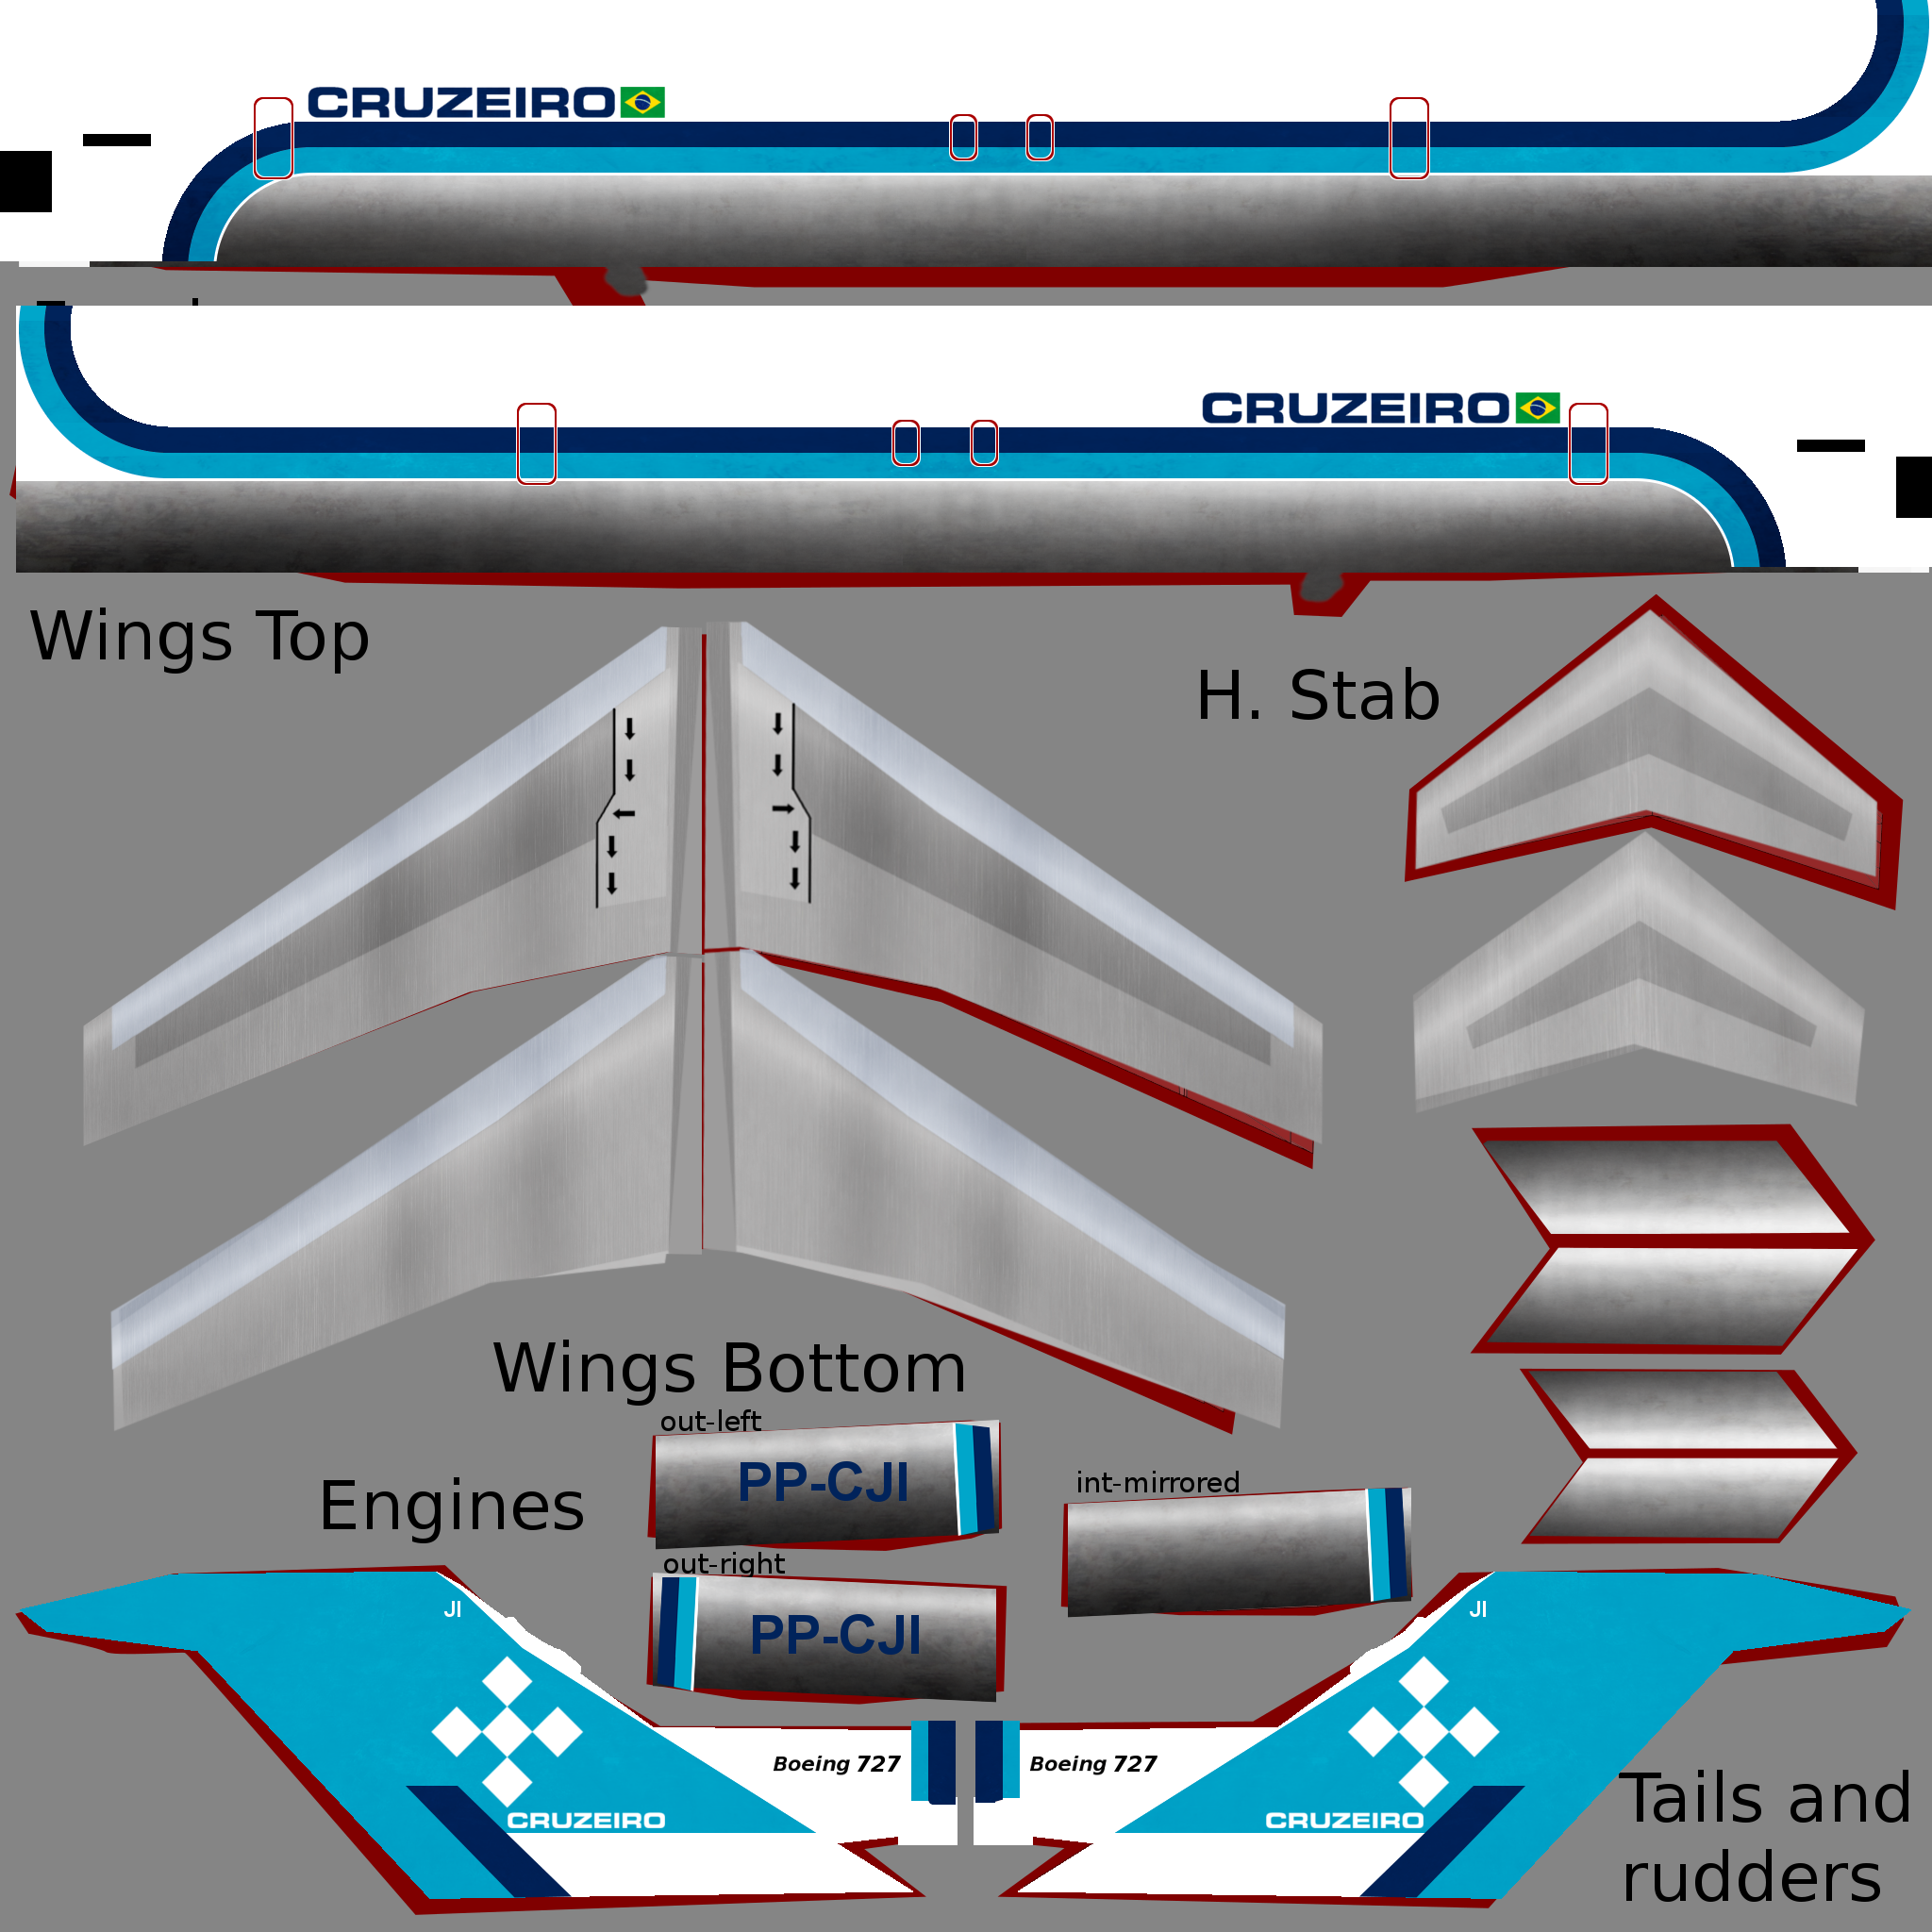 CRUZEIRO
CRUZEIRO
Wings Top
H. Stab
Wings Bottom
out-left
PP-CJI
int-mirrored
Engines
out-right
PP-CJI
JI
JI
Boeing 727
Boeing 727
CRUZEIRO
CRUZEIRO
Tails and
rudders